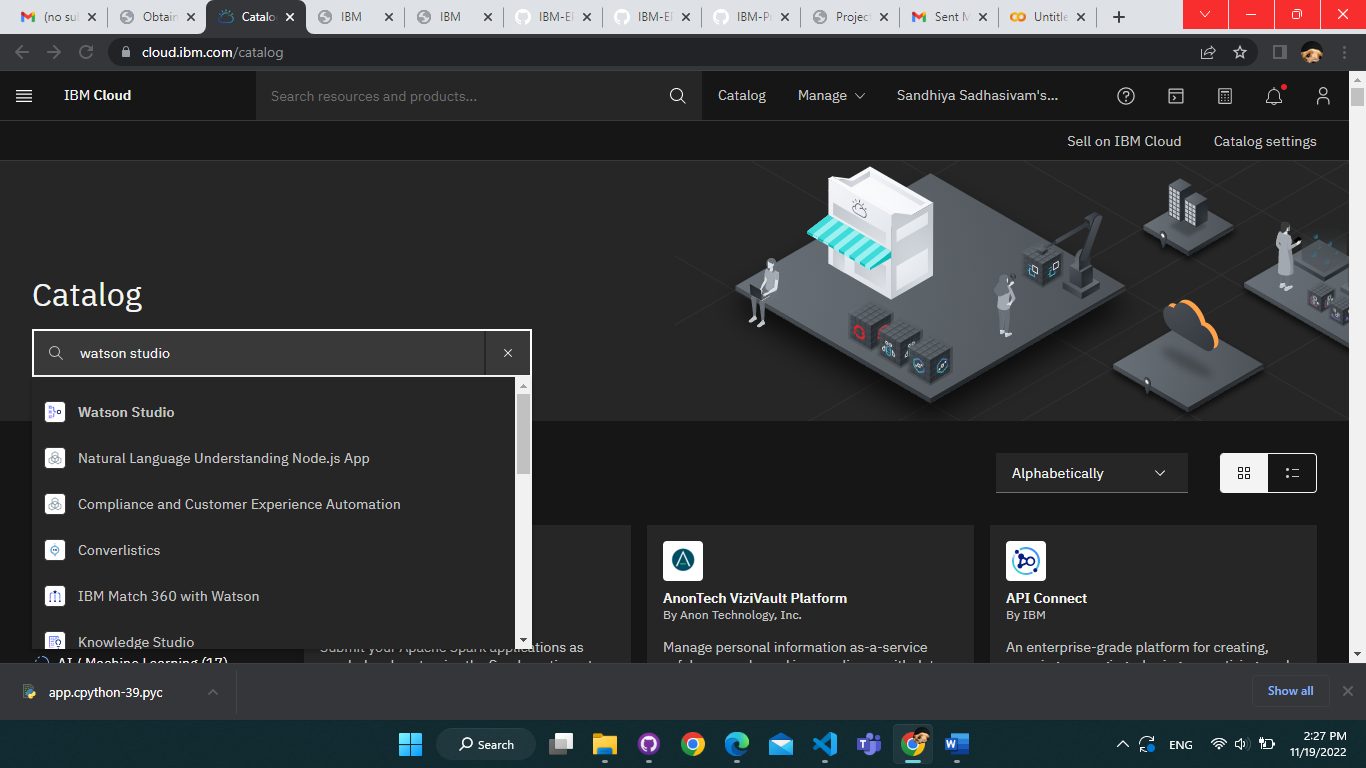 (no su
Obtain
Catalo
IBM
IBM
IBM-E
IBM-E
IBM-P
Project
Sent M
Untitle
cloud.ibm.com/catalog
IBM Cloud
Search resources and products...
Catalog
Manage
Sandhiya Sadhasivam's...
Sell on IBM Cloud
Catalog settings
Catalog
watson studio
Watson Studio
Natural Language Understanding Node.js App
Compliance and Customer Experience Automation
Converlistics
IBM Match 360 with Watson
Knowledge Studio
AI / Machine Learning (17)
Alphabetically
Submit your Apache Spark applications as
AnonTech ViziVault Platform
By Anon Technology, Inc.
Manage personal information as-a-service
API Connect
By IBM
An enterprise-grade platform for creating,
app.cpython-39.pyc
Show all
Search
ENG
2:27 PM
11/19/2022